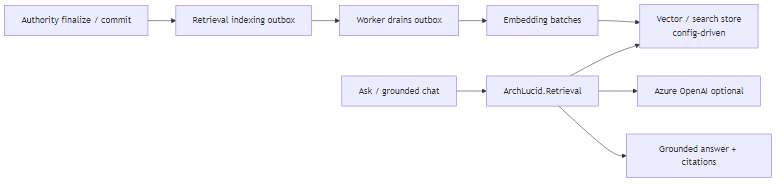 Authority finalize / commit
Retrieval indexing outbox
Worker drains outbox
Embedding batches
Vector / search store
config-driven
Ask / grounded chat
ArchLucid.Retrieval
Azure OpenAI optional
Grounded answer +
citations